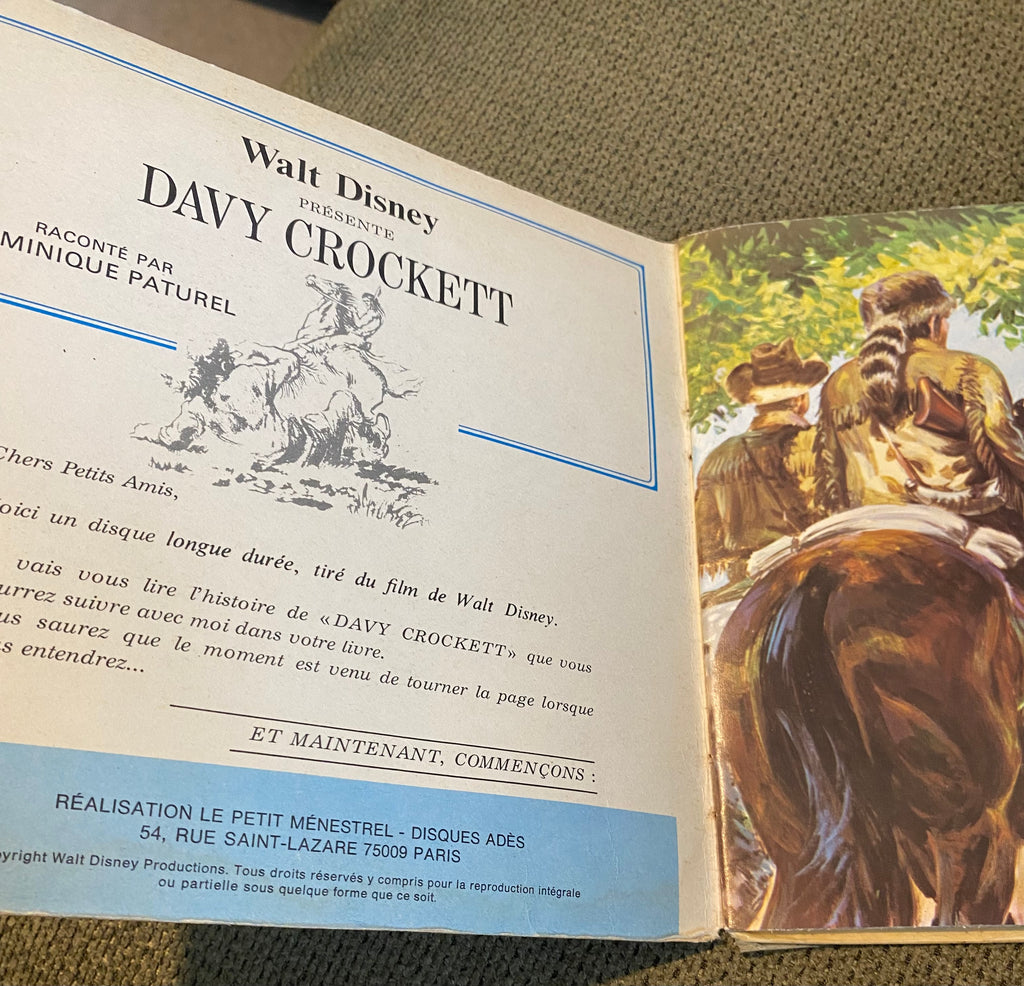 Walt Disney
PRÉSENTE
DAVY CROCKETT
RACONTÉ PAR
MINIQUE PATUREL
Chers Petits Amis,
oici un disque longue durée, tiré du film de Walt Disney.
vais vous lire l'histoire de «DAVY CROCKETT» que vous
urrez suivre avec moi dans votre livre.
us saurez que le moment est venu de tourner la page lorsque
s entendrez...
ET MAINTENANT, COMMENÇONS :
RÉALISATION LE PETIT MÉNESTREL - DISQUES ADÈS
54, RUE SAINT-LAZARE 75009 PARIS
pyright Walt Disney Productions. Tous droits réservés y compris pour la reproduction intégrale
ou partielle sous quelque forme que ce soit.